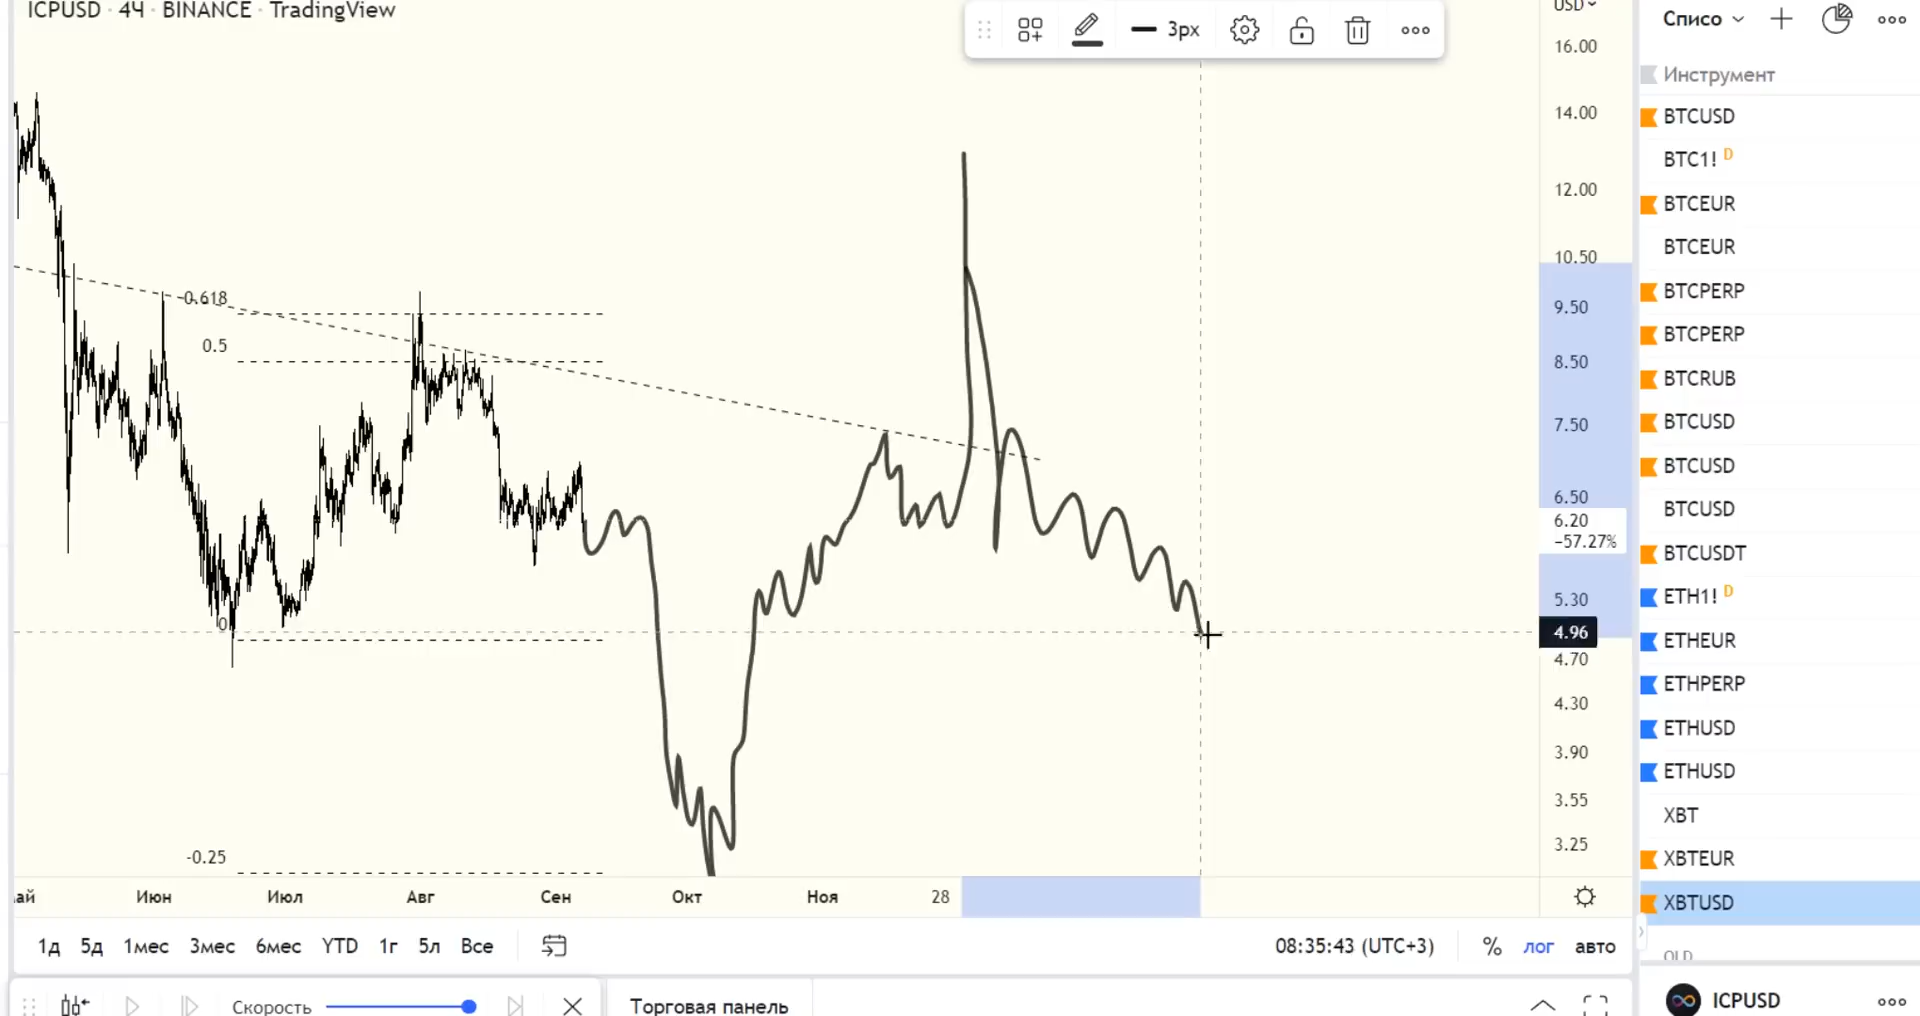 ICPUSD · 4Ч · BINANCE · TradingView
3px
USD
16.00
14.00
12.00
10.50
9.50
8.50
7.50
6.50
6.20
−57.27%
5.30
4.96
4.70
4.30
3.90
3.55
3.25
0.618
0.5
0
-0.25
ай
Июн
Июл
Авг
Сен
Окт
Ноя
28
1д 5д 1мес 3мес 6мес YTD 1г 5л Все
08:35:43 (UTC+3) % лог авто
Скорость
Торговая панель
Списо
Инструмент
BTCUSD
BTC1! D
BTCEUR
BTCEUR
BTCPERP
BTCPERP
BTCRUB
BTCUSD
BTCUSD
BTCUSD
BTCUSDT
ETH1! D
ETHEUR
ETHPERP
ETHUSD
ETHUSD
XBT
XBTEUR
XBTUSD
ICPUSD